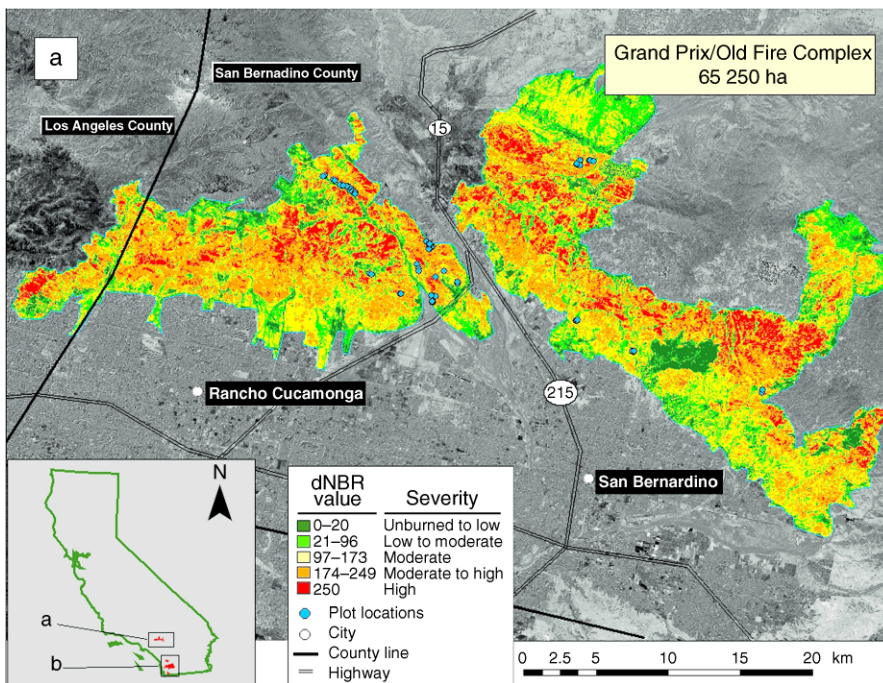 a
Grand Prix/Old Fire Complex
65 250 ha
San Bernadino County
Los Angeles County
15
Rancho Cucamonga
215
San Bernardino
N
a
b
dNBR value Severity
0–20 Unburned to low
21–96 Low to moderate
97–173 Moderate
174–249 Moderate to high
250 High
Plot locations
City
County line
Highway
0 2.5 5 10 15 20 km